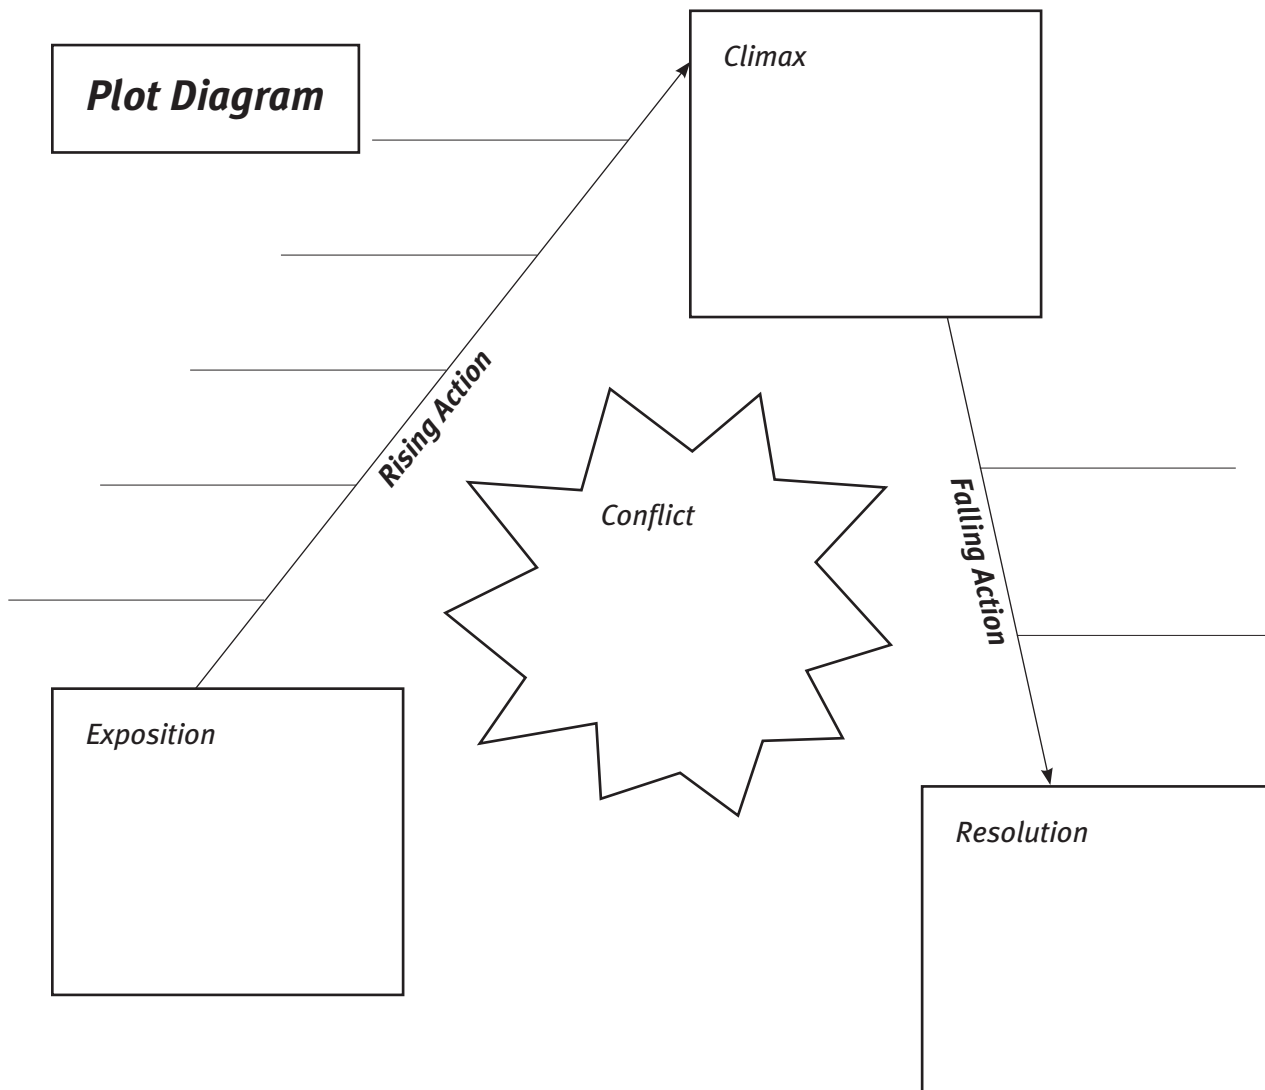 Plot Diagram
Climax
Rising Action
Conflict
Falling Action
Exposition
Resolution